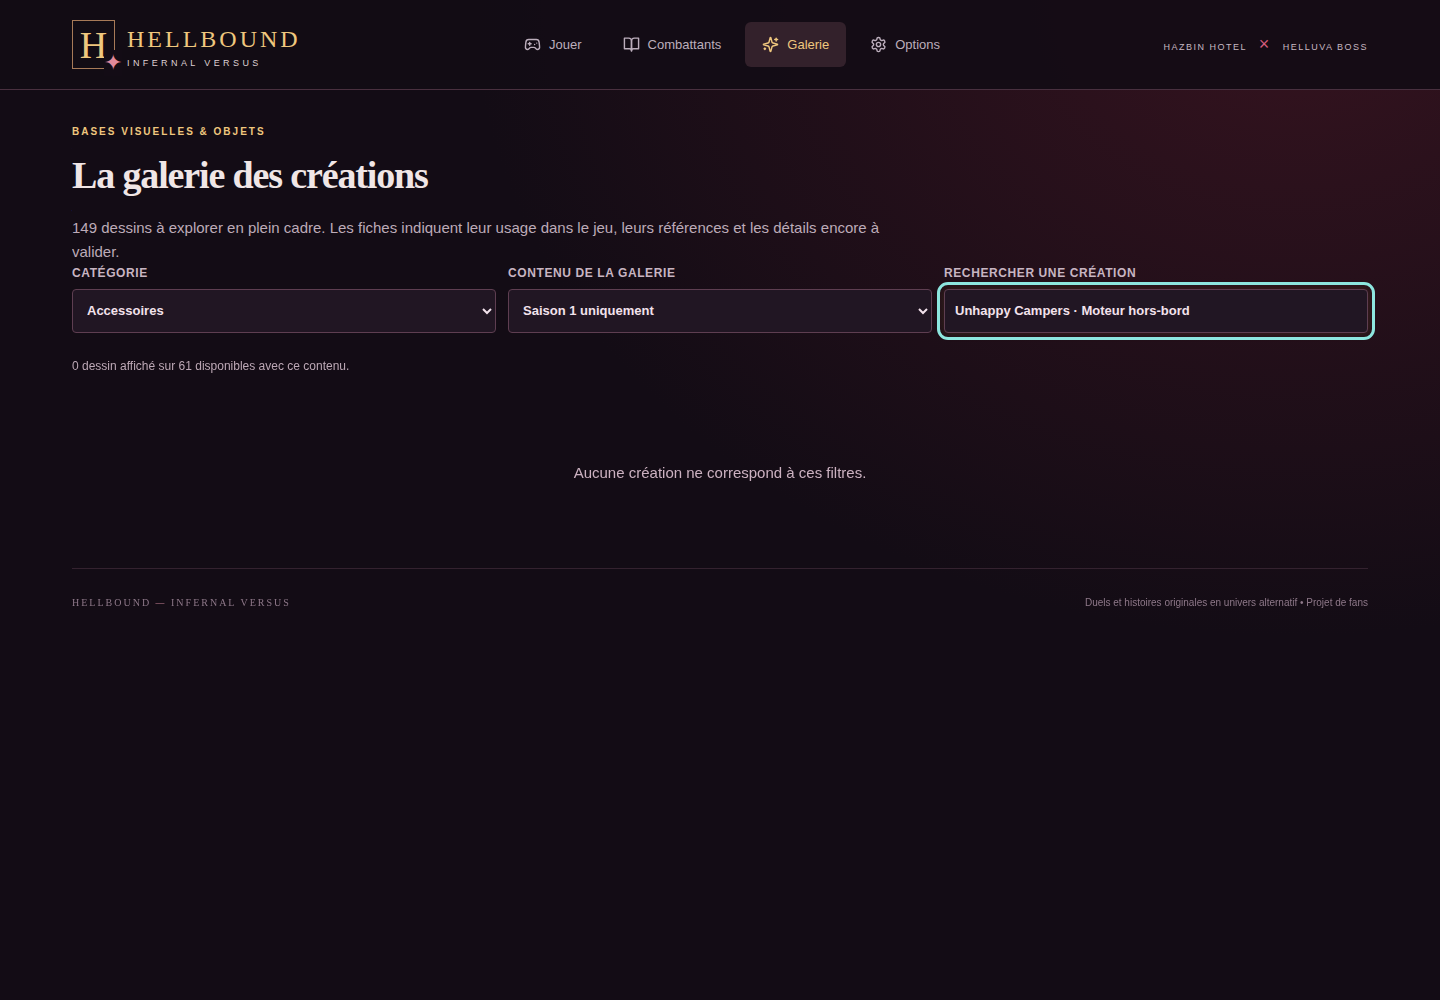 H
HELLBOUND
INFERNAL VERSUS
Jouer
Combattants
Galerie
Options
HAZBIN HOTEL × HELLUVA BOSS
BASES VISUELLES & OBJETS
La galerie des créations
149 dessins à explorer en plein cadre. Les fiches indiquent leur usage dans le jeu, leurs références et les détails encore à
valider.
CATÉGORIE
Accessoires
CONTENU DE LA GALERIE
Saison 1 uniquement
RECHERCHER UNE CRÉATION
Unhappy Campers · Moteur hors-bord
0 dessin affiché sur 61 disponibles avec ce contenu.
Aucune création ne correspond à ces filtres.
HELLBOUND — INFERNAL VERSUS
Duels et histoires originales en univers alternatif • Projet de fans